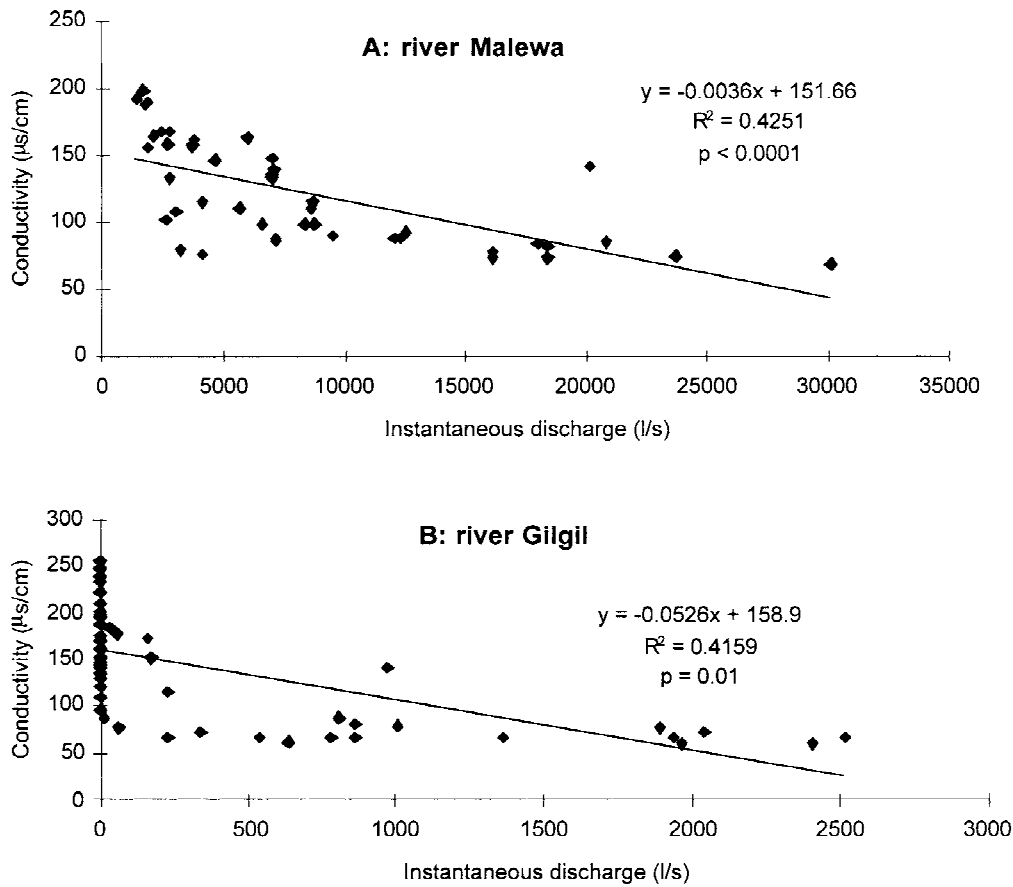 A: river Malewa
y = -0.0036x + 151.66
R² = 0.4251
p < 0.0001
Conductivity (μs/cm)
250
200
150
100
50
0
0 5000 10000 15000 20000 25000 30000 35000
Instantaneous discharge (l/s)
B: river Gilgil
y = -0.0526x + 158.9
R² = 0.4159
p = 0.01
Conductivity (μs/cm)
300
250
200
150
100
50
0
0 500 1000 1500 2000 2500 3000
Instantaneous discharge (l/s)